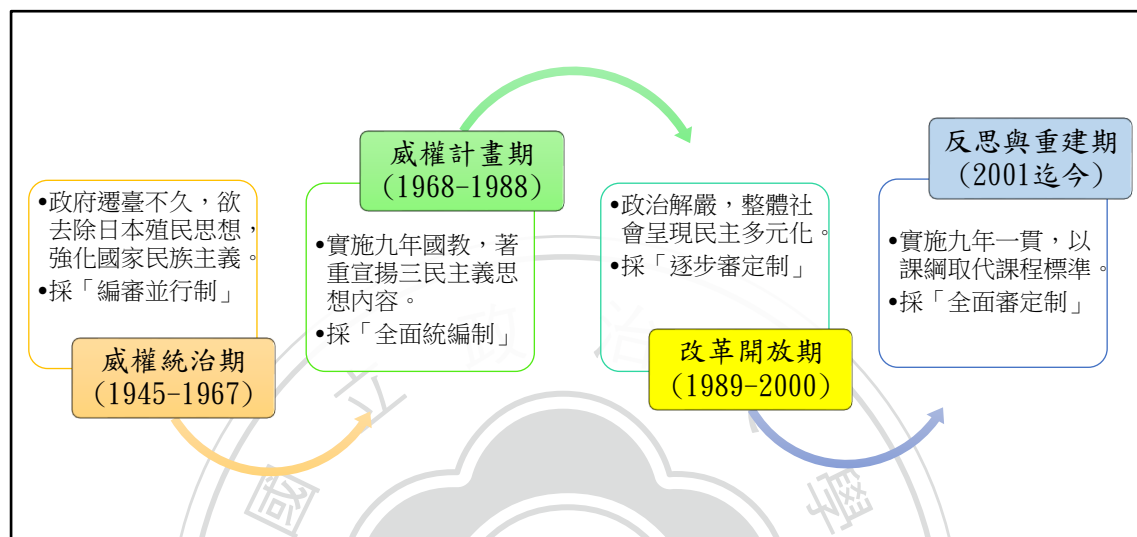 威權統治期
(1945-1967)
•政府遷臺不久，欲
去除日本殖民思想，
強化國家民族主義。
•採「編審並行制」
威權計畫期
(1968-1988)
•實施九年國教，著
重宣揚三民主義思
想內容。
•採「全面統編制」
改革開放期
(1989-2000)
•政治解嚴，整體社
會呈現民主多元化。
•採「逐步審定制」
反思與重建期
(2001迄今)
•實施九年一貫，以
課綱取代課程標準。
•採「全面審定制」
國立政治
學